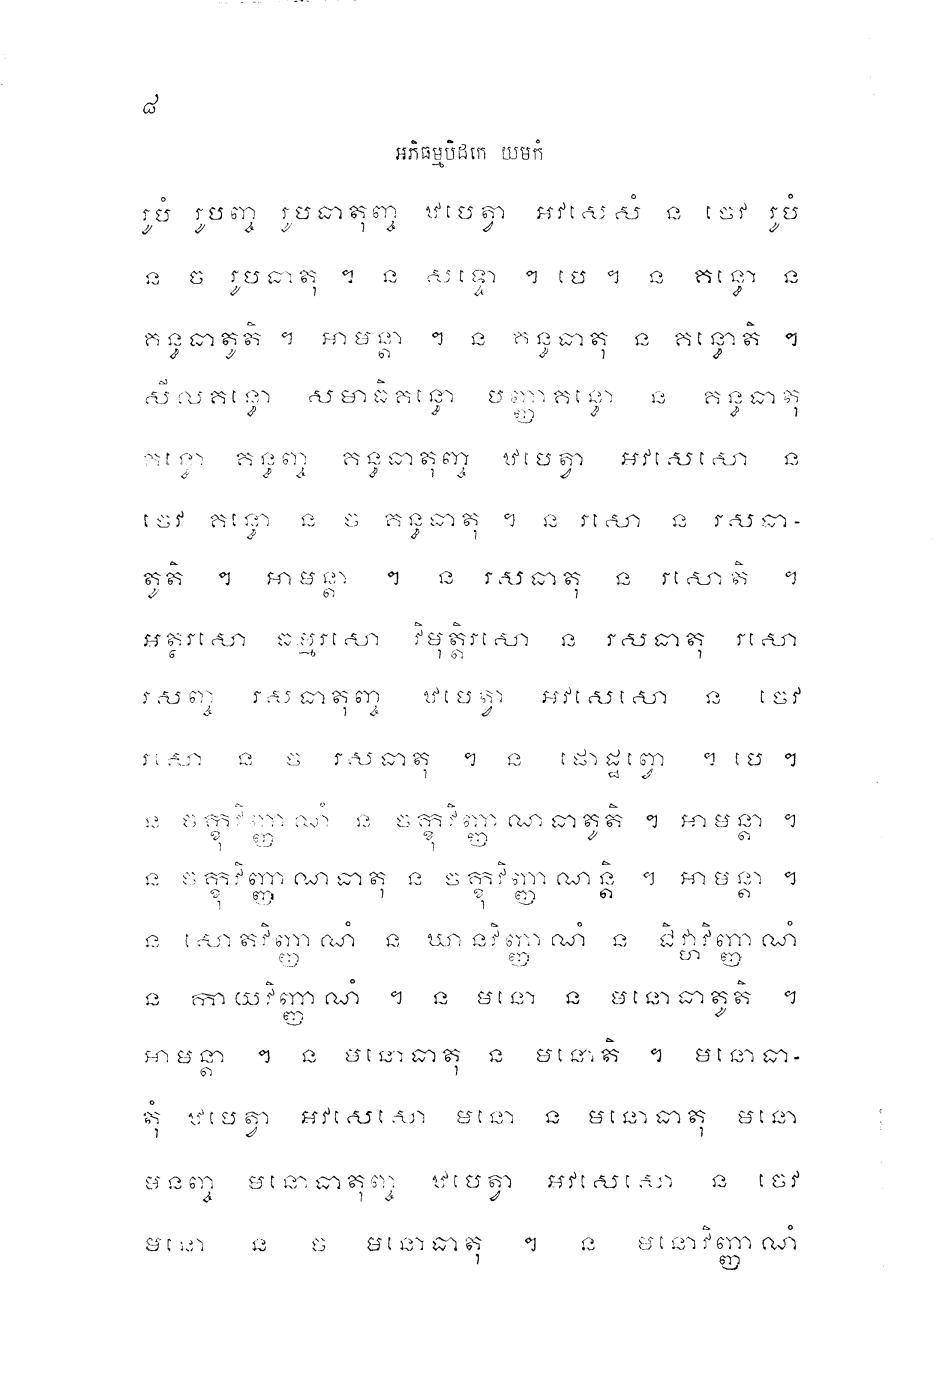 ៨
អភិធម្មបិដកេ យមកំ
រូបំ រូបញ្ច រូបធាតុញ្ច ឋបេត្វា អវសេសំ ន ចេវ រូបំ
ន ច រូបធាតុ ។ ន សទ្ទោ ។ បេ ។ ន គន្ធោ ន
គន្ធធាតូតិ ។ អាមន្តា ។ ន គន្ធធាតុ ន គន្ធោតិ ។
សីលគន្ធោ សមាធិគន្ធោ បញ្ញាគន្ធោ ន គន្ធធាតុ
គន្ធោ គន្ធញ្ច គន្ធធាតុញ្ច ឋបេត្វា អវសេសោ ន
ចេវ គន្ធោ ន ច គន្ធធាតុ ។ ន រសោ ន រសធា-
តូតិ ។ អាមន្តា ។ ន រសធាតុ ន រសោតិ ។
អត្ថរសោ ធម្មរសោ វិមុត្តិរសោ ន រសធាតុ រសោ
រសញ្ច រសធាតុញ្ច ឋបេត្វា អវសេសោ ន ចេវ
រសោ ន ច រសធាតុ ។ ន ផោដ្ឋព្វោ ។ បេ ។
ន ចក្ខុវិញ្ញាណំ ន ចក្ខុវិញ្ញាណធាតូតិ ។ អាមន្តា ។
ន ចក្ខុវិញ្ញាណធាតុ ន ចក្ខុវិញ្ញាណន្តិ ។ អាមន្តា ។
ន សោតវិញ្ញាណំ ន ឃានវិញ្ញាណំ ន ជិវ្ហាវិញ្ញាណំ
ន កាយវិញ្ញាណំ ។ ន មនោ ន មនោធាតូតិ ។
អាមន្តា ។ ន មនោធាតុ ន មនោតិ ។ មនោធា-
តុំ ឋបេត្វា អវសេសោ មនោ ន មនោធាតុ មនោ
មនញ្ច មនោធាតុញ្ច ឋបេត្វា អវសេសោ ន ចេវ
មនោ ន ច មនោធាតុ ។ ន មនោវិញ្ញាណំ